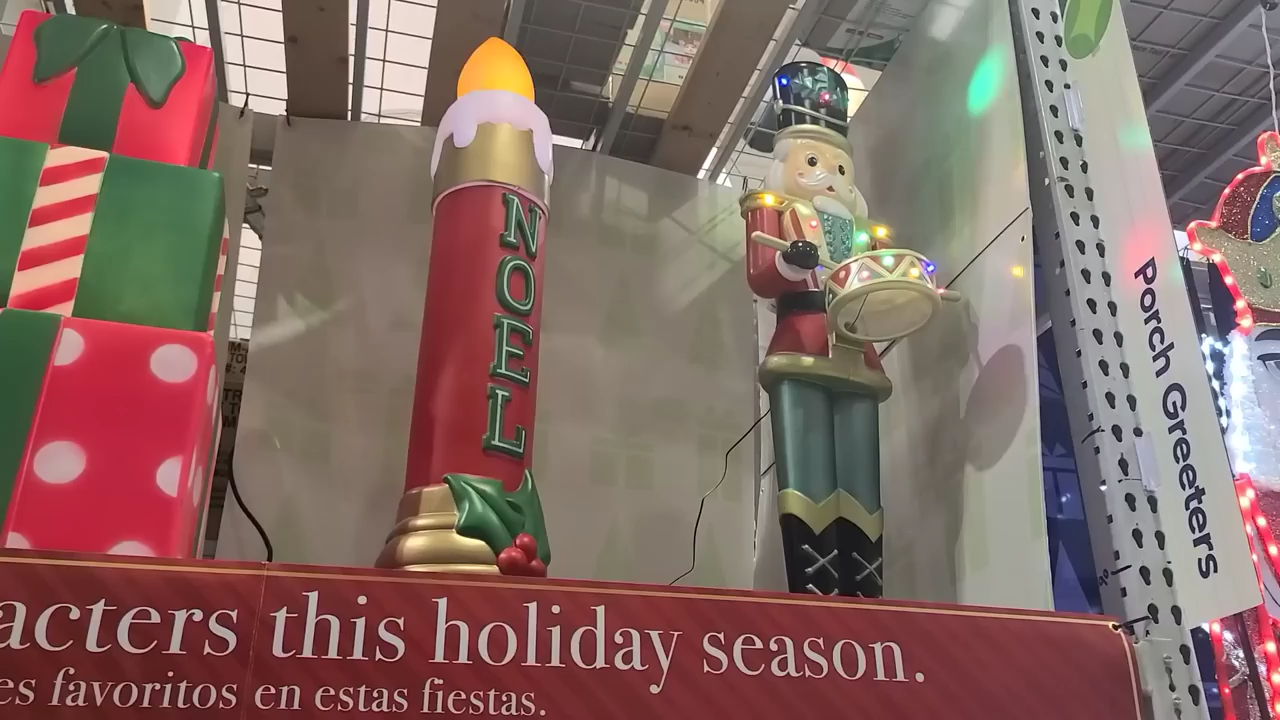 NOEL
Porch Greeters
acters this holiday season.
es favoritos en estas fiestas.